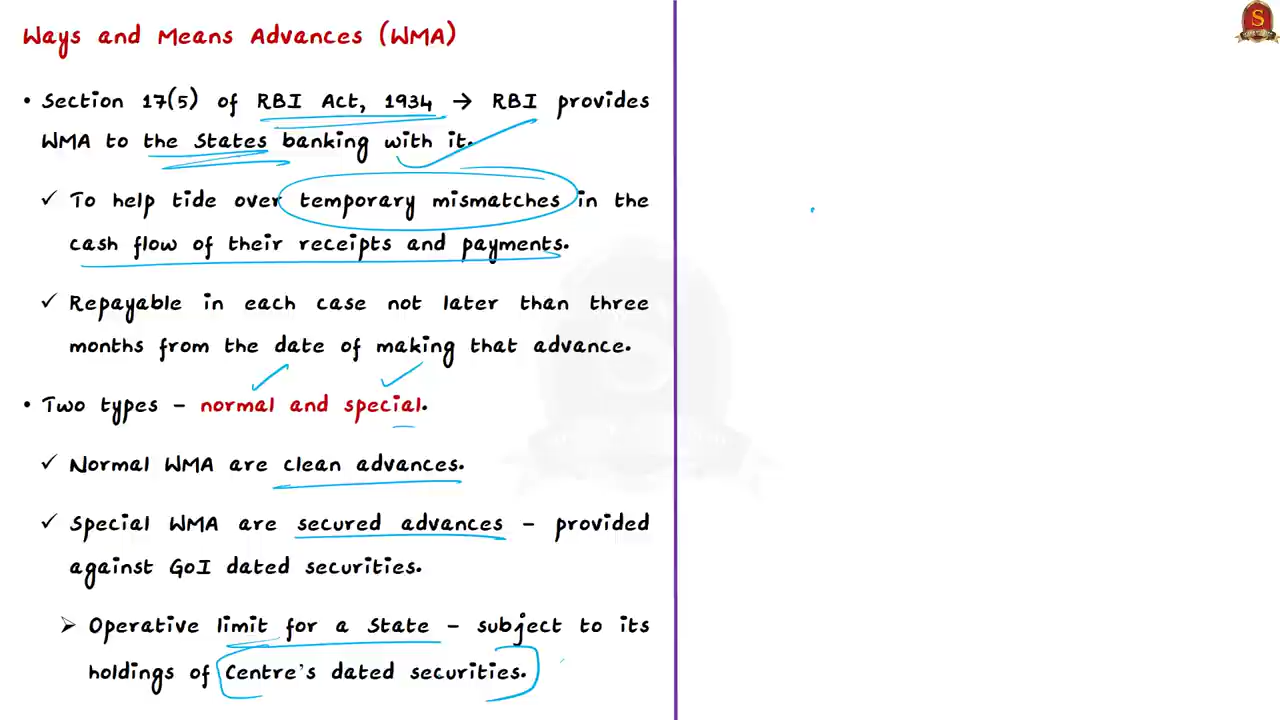 Ways and Means Advances (WMA)
• Section 17(5) of RBI Act, 1934 → RBI provides
WMA to the States banking with it.
✓ To help tide over temporary mismatches in the
cash flow of their receipts and payments.
✓ Repayable in each case not later than three
months from the date of making that advance.
• Two types – normal and special.
✓ Normal WMA are clean advances.
✓ Special WMA are secured advances – provided
against GoI dated securities.
➢ Operative limit for a State – subject to its
holdings of Centre's dated securities.
S